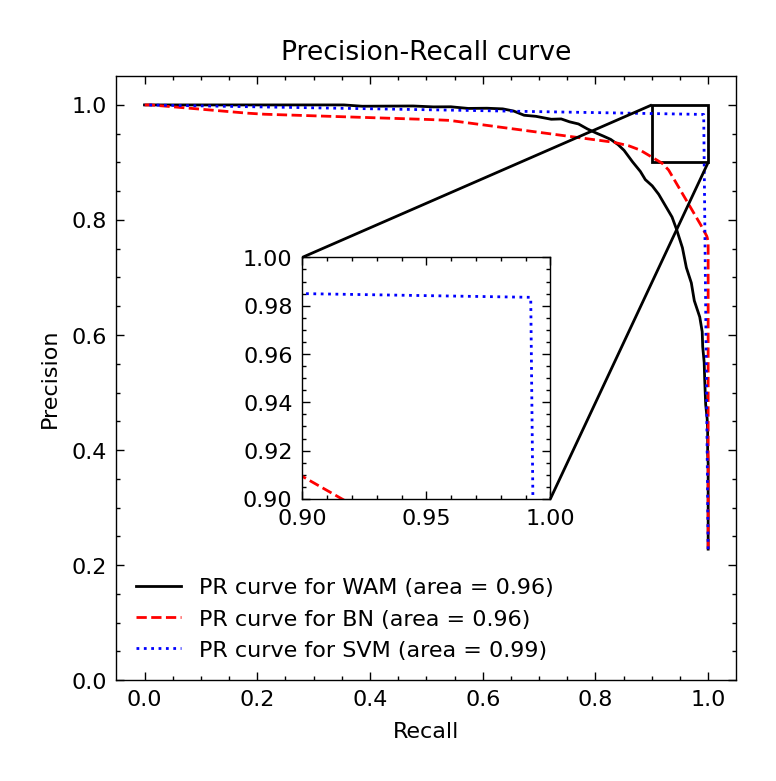 Precision-Recall curve
Precision
1.0
0.8
0.6
0.4
0.2
0.0
1.00
0.98
0.96
0.94
0.92
0.90
0.90 0.95 1.00
PR curve for WAM (area = 0.96)
PR curve for BN (area = 0.96)
PR curve for SVM (area = 0.99)
0.0 0.2 0.4 0.6 0.8 1.0
Recall